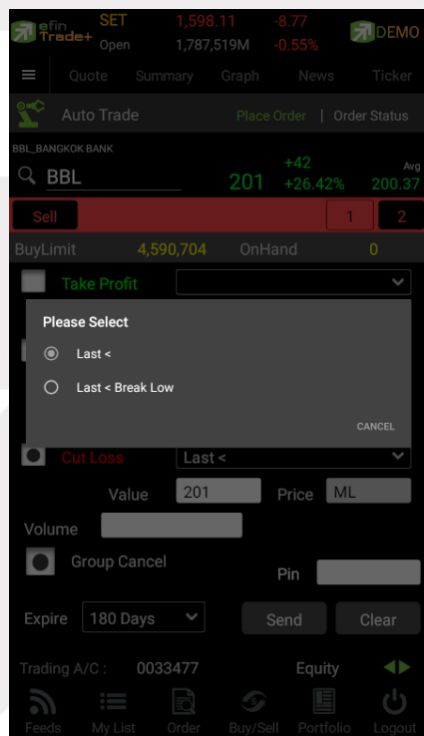 efin Trade+ SET 1,598.11 -8.77 DEMO
Open 1,787,519M -0.55%
Quote Summary Graph News Ticker
Auto Trade Place Order | Order Status
BBL_BANGKOK BANK
BBL 201 +42 +26.42% Avg 200.37
Sell 1 2
BuyLimit 4,590,704 OnHand 0
Take Profit
Please Select
Last <
Last < Break Low
CANCEL
Cut Loss Last <
Value 201 Price ML
Volume
Group Cancel
Pin
Expire 180 Days Send Clear
Trading A/C : 0033477 Equity
Feeds My List Order Buy/Sell Portfolio Logout